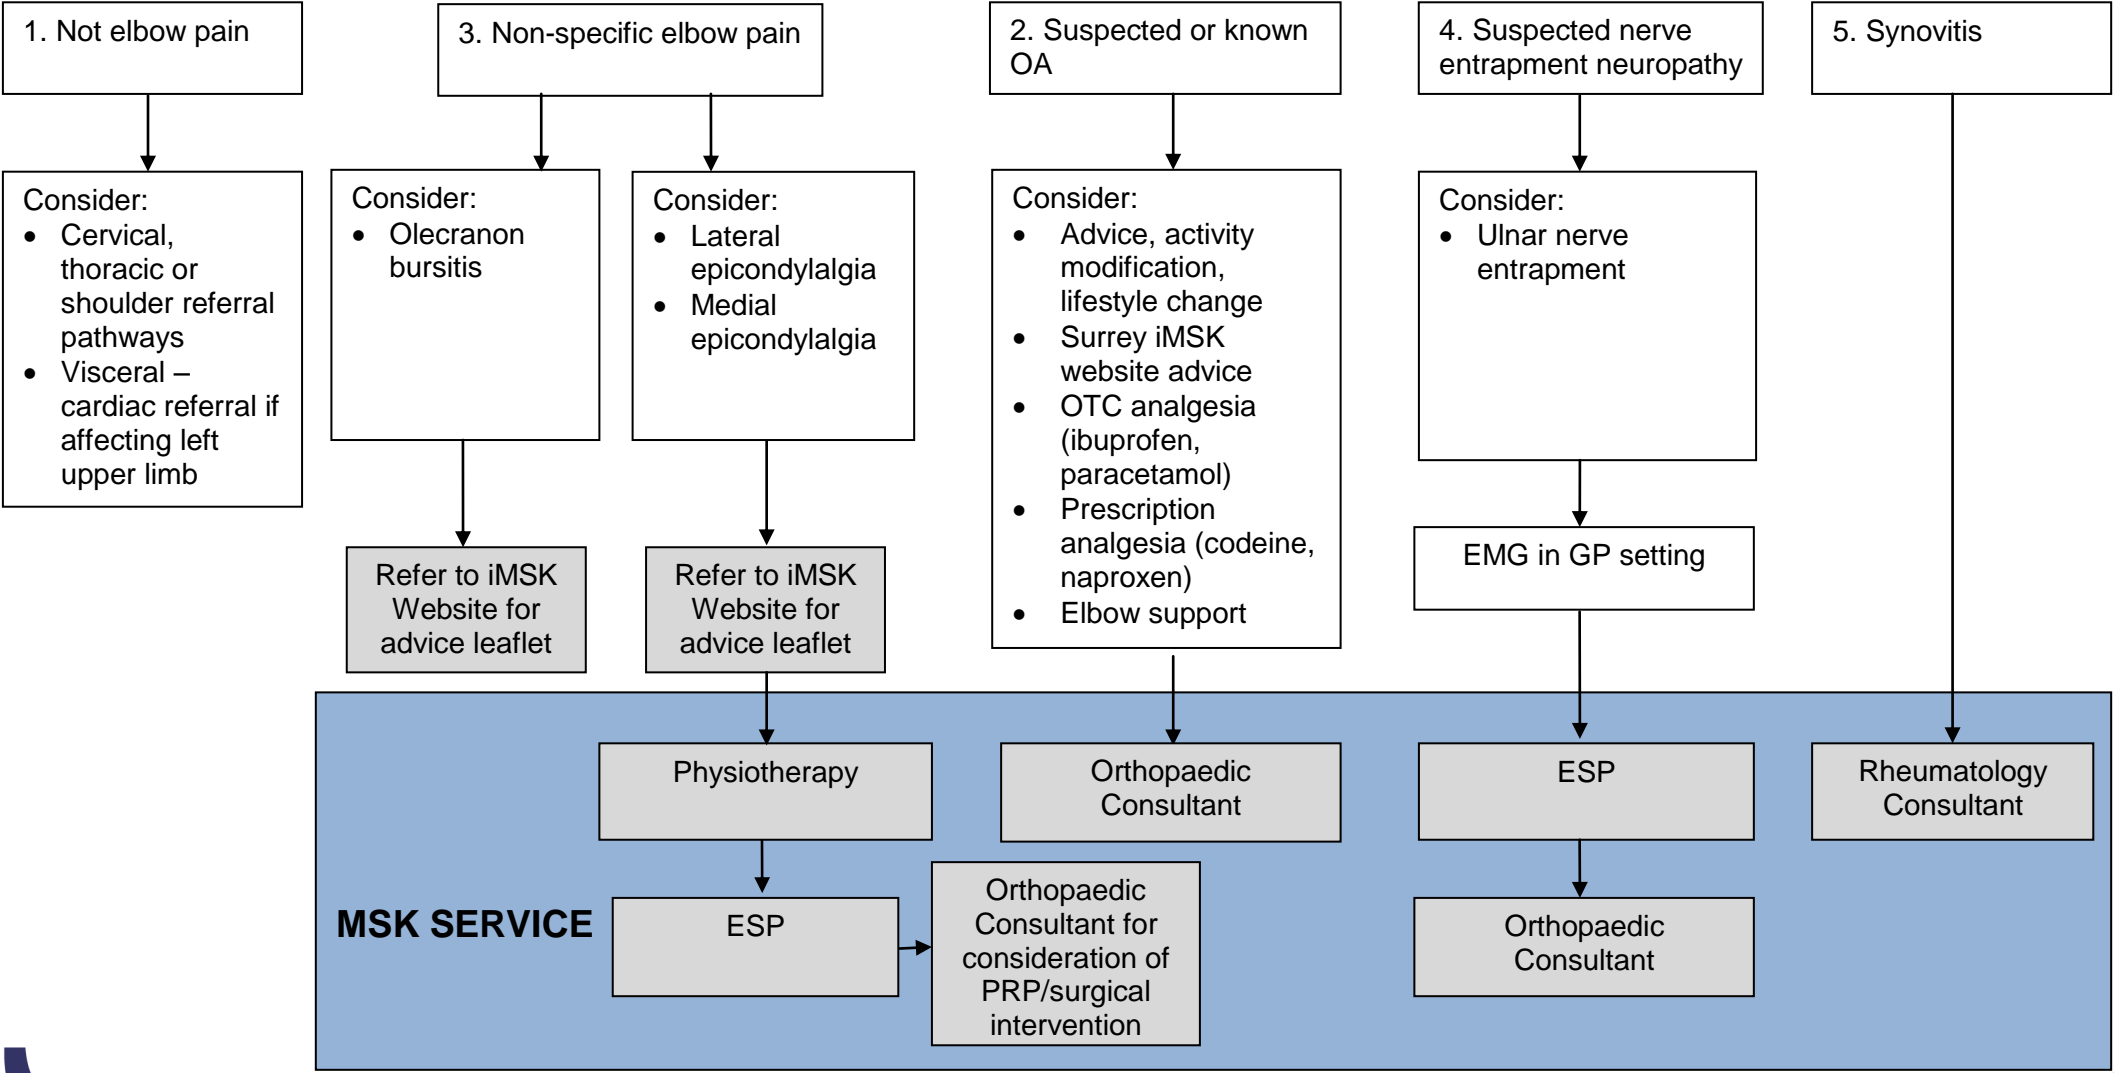 1. Not elbow pain
3. Non-specific elbow pain
2. Suspected or known
OA
4. Suspected nerve
entrapment neuropathy
5. Synovitis
Consider:
• Cervical,
thoracic or
shoulder referral
pathways
• Visceral –
cardiac referral if
affecting left
upper limb
Consider:
• Olecranon
bursitis
Consider:
• Lateral
epicondylalgia
• Medial
epicondylalgia
Consider:
• Advice, activity
modification,
lifestyle change
• Surrey iMSK
website advice
• OTC analgesia
(ibuprofen,
paracetamol)
• Prescription
analgesia (codeine,
naproxen)
• Elbow support
Consider:
• Ulnar nerve
entrapment
Refer to iMSK
Website for
advice leaflet
Refer to iMSK
Website for
advice leaflet
EMG in GP setting
Physiotherapy
Orthopaedic
Consultant
ESP
Rheumatology
Consultant
MSK SERVICE
ESP
Orthopaedic
Consultant for
consideration of
PRP/surgical
intervention
Orthopaedic
Consultant